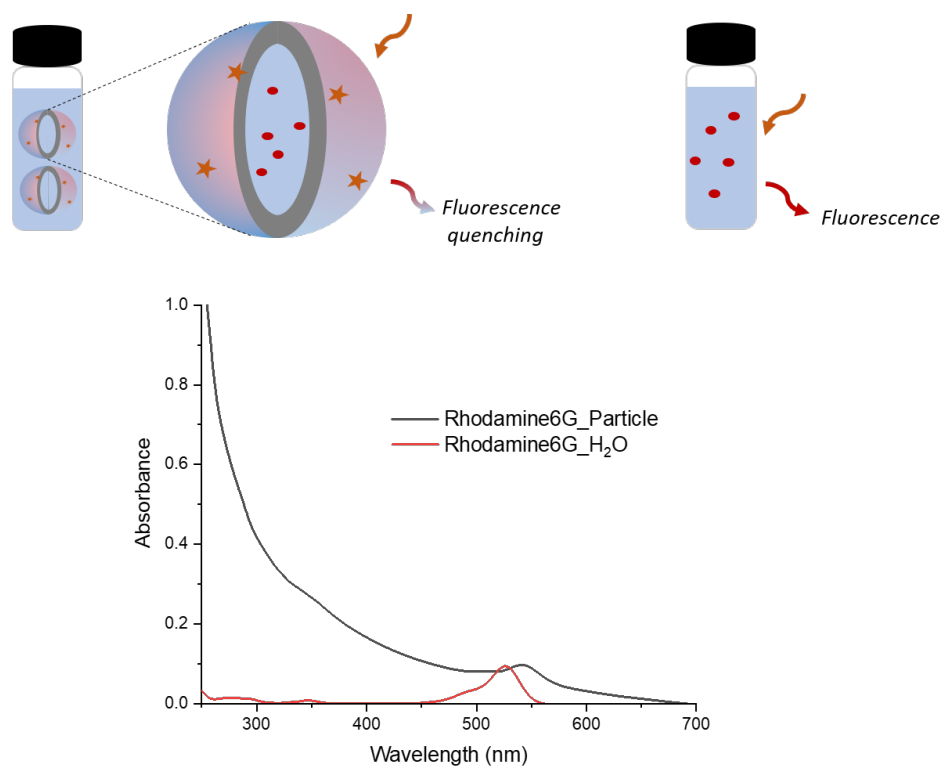 Fluorescence
quenching
Fluorescence
1.0
0.8
0.6
0.4
0.2
0.0
Absorbance
Rhodamine6G_Particle
Rhodamine6G_H₂O
300 400 500 600 700
Wavelength (nm)